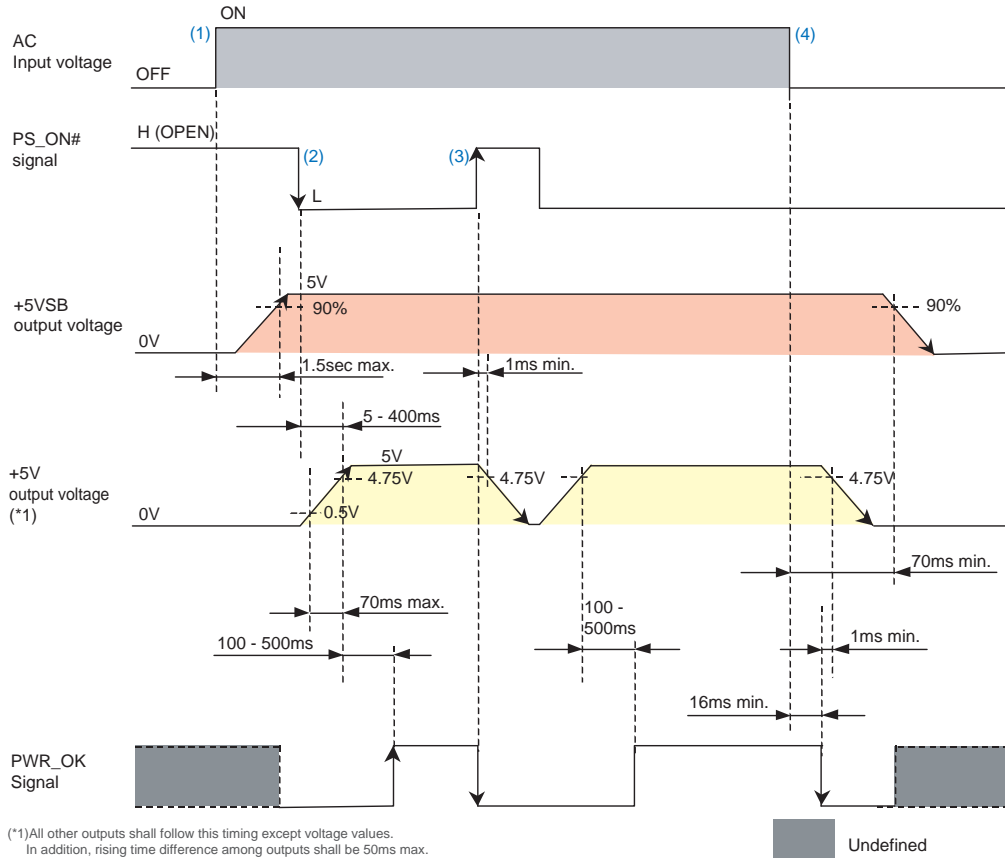 ON
(1)
(4)
AC
Input voltage
OFF
H (OPEN)
PS_ON#
signal
(2)
(3)
L
5V
+5VSB
output voltage
90%
90%
0V
1.5sec max.
1ms min.
5 - 400ms
+5V
output voltage
(*1)
5V
4.75V
4.75V
4.75V
0.5V
0V
70ms min.
70ms max.
100 -
500ms
100 - 500ms
1ms min.
16ms min.
PWR_OK
Signal
(*1)All other outputs shall follow this timing except voltage values.
In addition, rising time difference among outputs shall be 50ms max.
Undefined